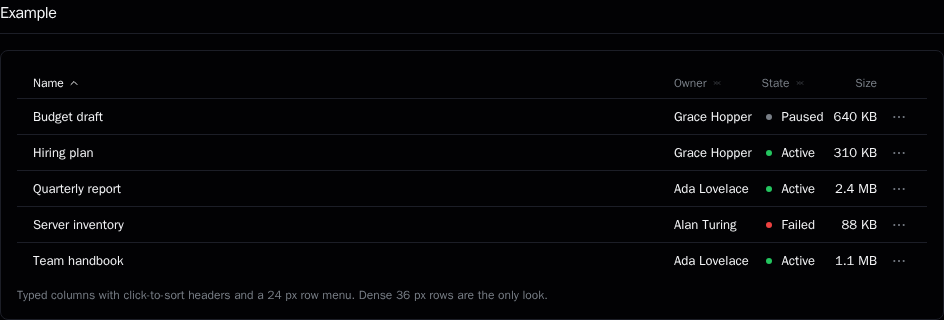 Example
Name Owner State Size
Budget draft Grace Hopper Paused 640 KB
Hiring plan Grace Hopper Active 310 KB
Quarterly report Ada Lovelace Active 2.4 MB
Server inventory Alan Turing Failed 88 KB
Team handbook Ada Lovelace Active 1.1 MB
Typed columns with click-to-sort headers and a 24 px row menu. Dense 36 px rows are the only look.